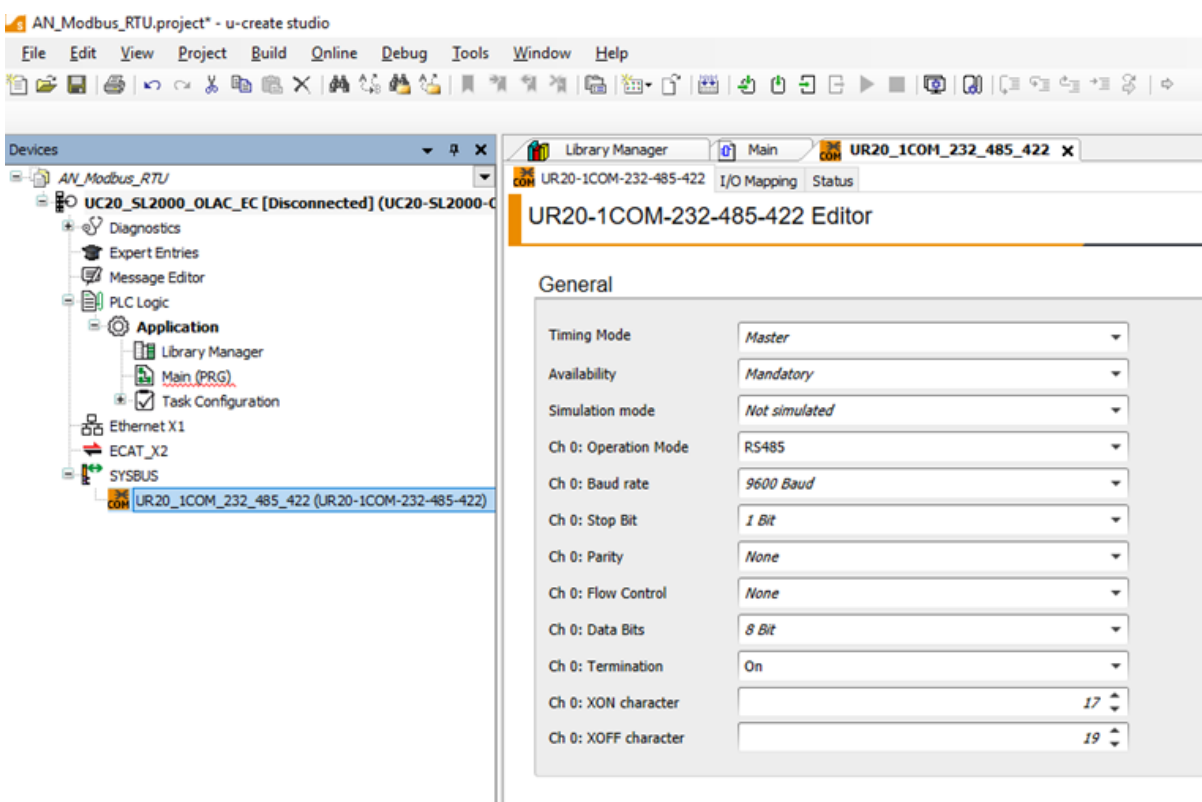 AN_Modbus_RTU.project* - u-create studio
File Edit View Project Build Online Debug Tools Window Help
Devices
AN_Modbus_RTU
UC20_SL2000_OLAC_EC [Disconnected] (UC20-SL2000-O
Diagnostics
Expert Entries
Message Editor
PLC Logic
Application
Library Manager
Main (PRG)
Task Configuration
Ethernet X1
ECAT_X2
SYSBUS
UR20_1COM_232_485_422 (UR20-1COM-232-485-422)
Library Manager Main UR20_1COM_232_485_422
UR20-1COM-232-485-422 I/O Mapping Status
UR20-1COM-232-485-422 Editor
General
Timing Mode Master
Availability Mandatory
Simulation mode Not simulated
Ch 0: Operation Mode RS485
Ch 0: Baud rate 9600 Baud
Ch 0: Stop Bit 1 Bit
Ch 0: Parity None
Ch 0: Flow Control None
Ch 0: Data Bits 8 Bit
Ch 0: Termination On
Ch 0: XON character 17
Ch 0: XOFF character 19